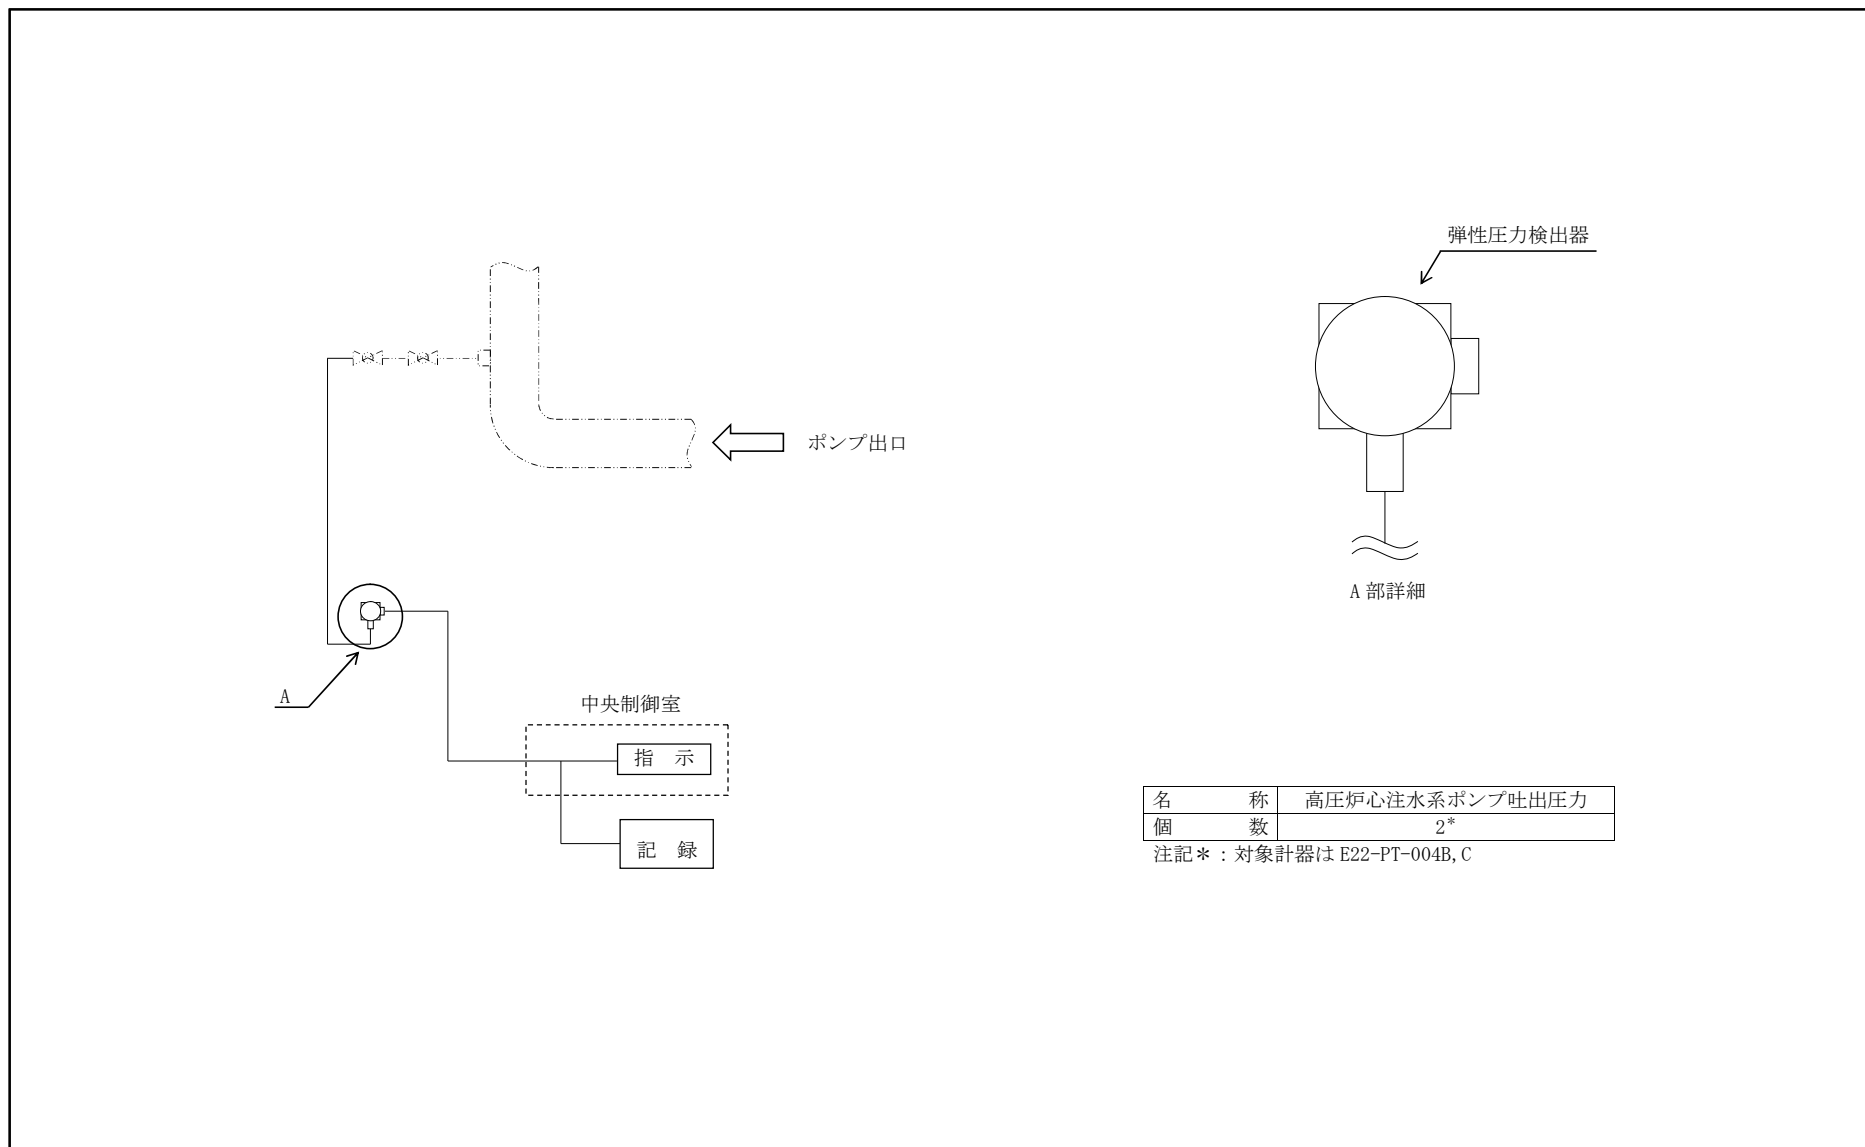 弾性圧力検出器
ポンプ出口
A 部詳細
A
中央制御室
指 示
記 録
名 称 高圧炉心注水系ポンプ吐出圧力
個 数 2*
注記＊：対象計器は E22-PT-004B,C